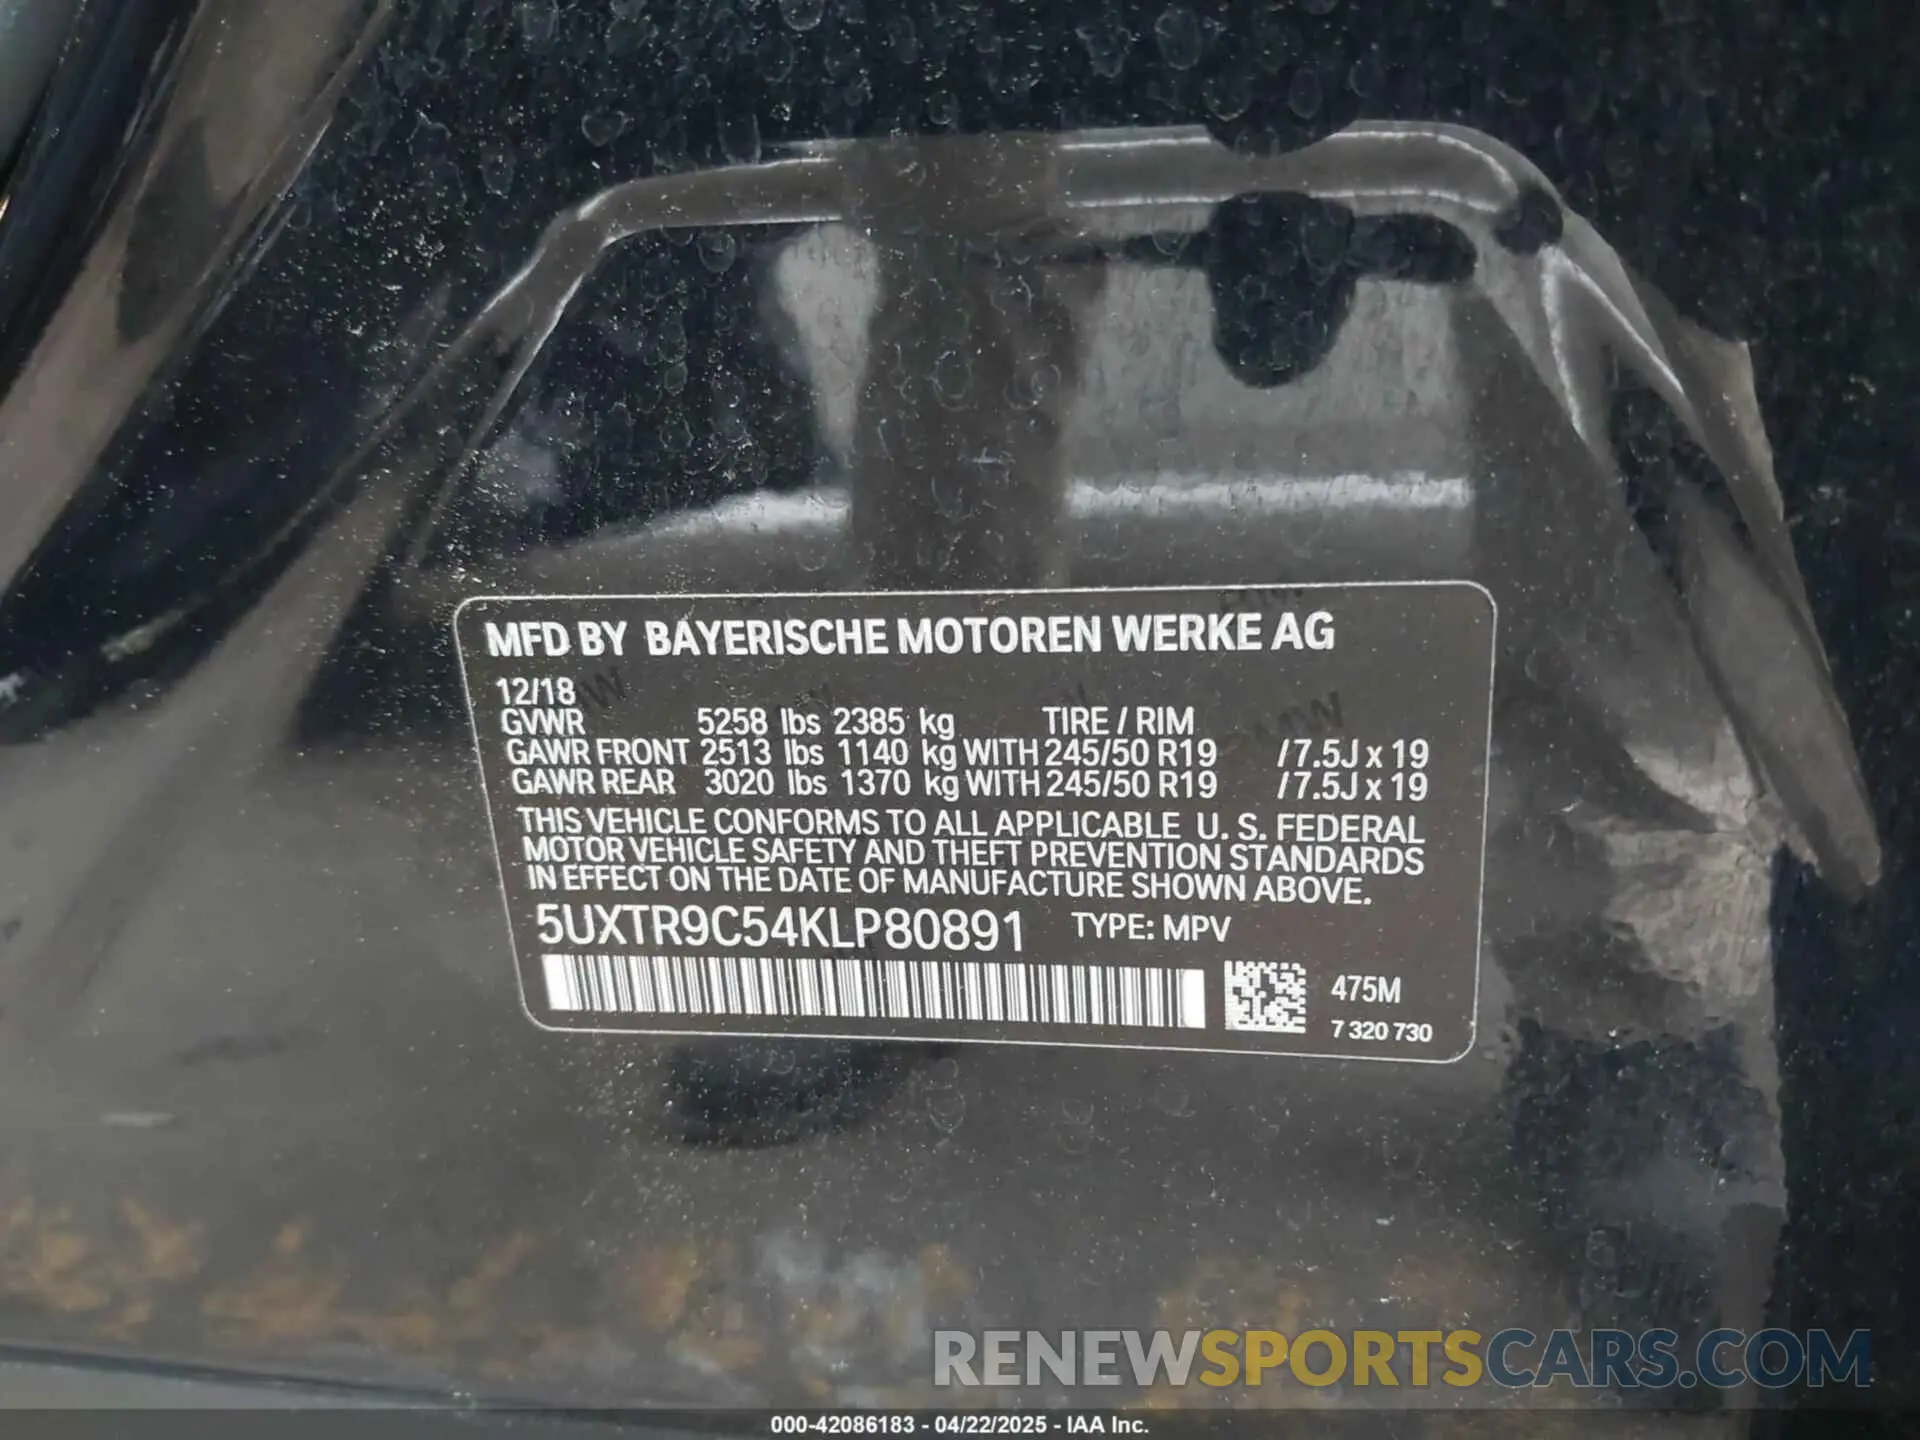 MFD BY BAYERISCHE MOTOREN WERKE AG
12/18
GVWR 5258 lbs 2385 kg TIRE / RIM
GAWR FRONT 2513 lbs 1140 kg WITH 245/50 R19 / 7.5J x 19
GAWR REAR 3020 lbs 1370 kg WITH 245/50 R19 / 7.5J x 19
THIS VEHICLE CONFORMS TO ALL APPLICABLE U. S. FEDERAL
MOTOR VEHICLE SAFETY AND THEFT PREVENTION STANDARDS
IN EFFECT ON THE DATE OF MANUFACTURE SHOWN ABOVE.
5UXTR9C54KLP80891 TYPE: MPV
475M
7 320 730
RENEWSPORTSCARS.COM
000-42086183 - 04/22/2025 - IAA Inc.